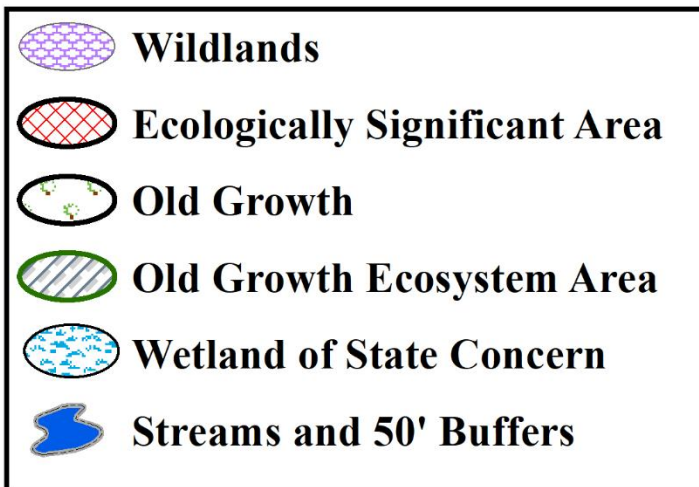 Wildlands
Ecologically Significant Area
Old Growth
Old Growth Ecosystem Area
Wetland of State Concern
Streams and 50' Buffers